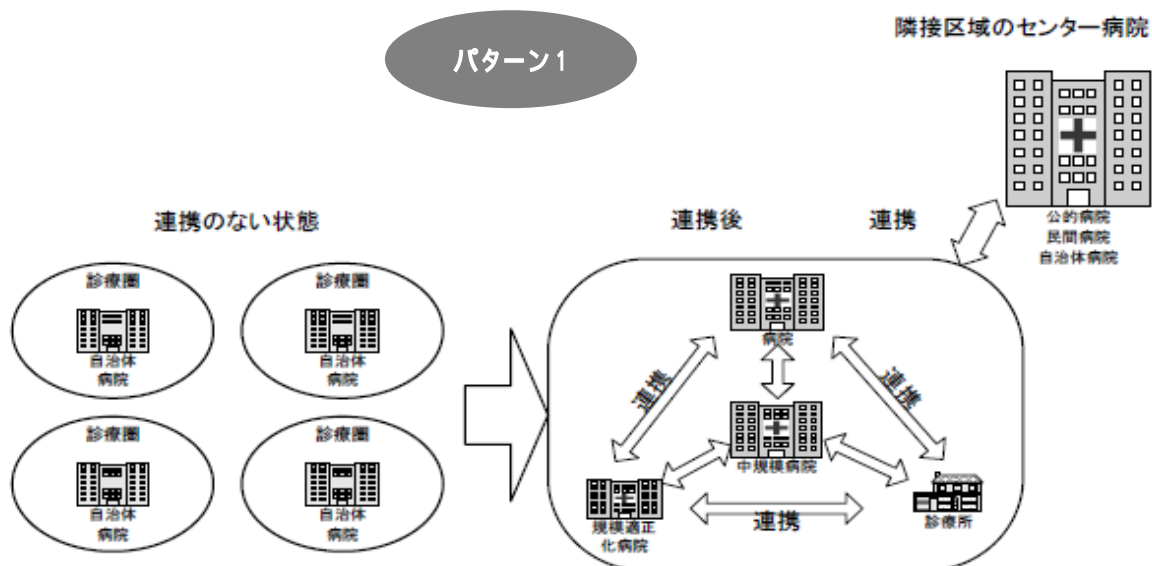 パターン1
隣接区域のセンター病院
公的病院
民間病院
自治体病院
連携のない状態
連携後
連携
診療圏
自治体
病院
診療圏
自治体
病院
診療圏
自治体
病院
診療圏
自治体
病院
病院
連携
連携
中規模病院
規模適正
化病院
連携
診療所